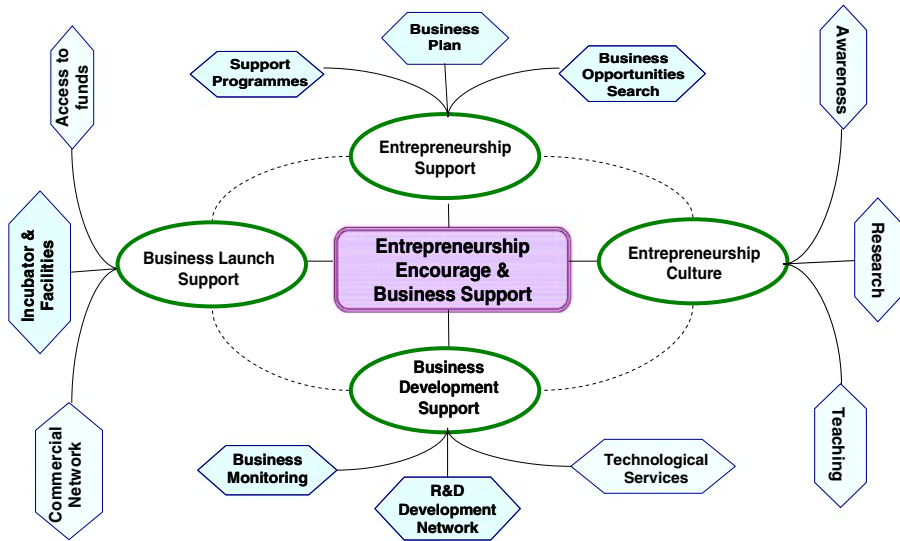 Business
Plan
Support
Programmes
Business
Opportunities
Search
Access to
funds
Awareness
Entrepreneurship
Support
Incubator &
Facilities
Business Launch
Support
Entrepreneurship
Encourage &
Business Support
Entrepreneurship
Culture
Research
Business
Development
Support
Commercial
Network
Teaching
Business
Monitoring
R&D
Development
Network
Technological
Services